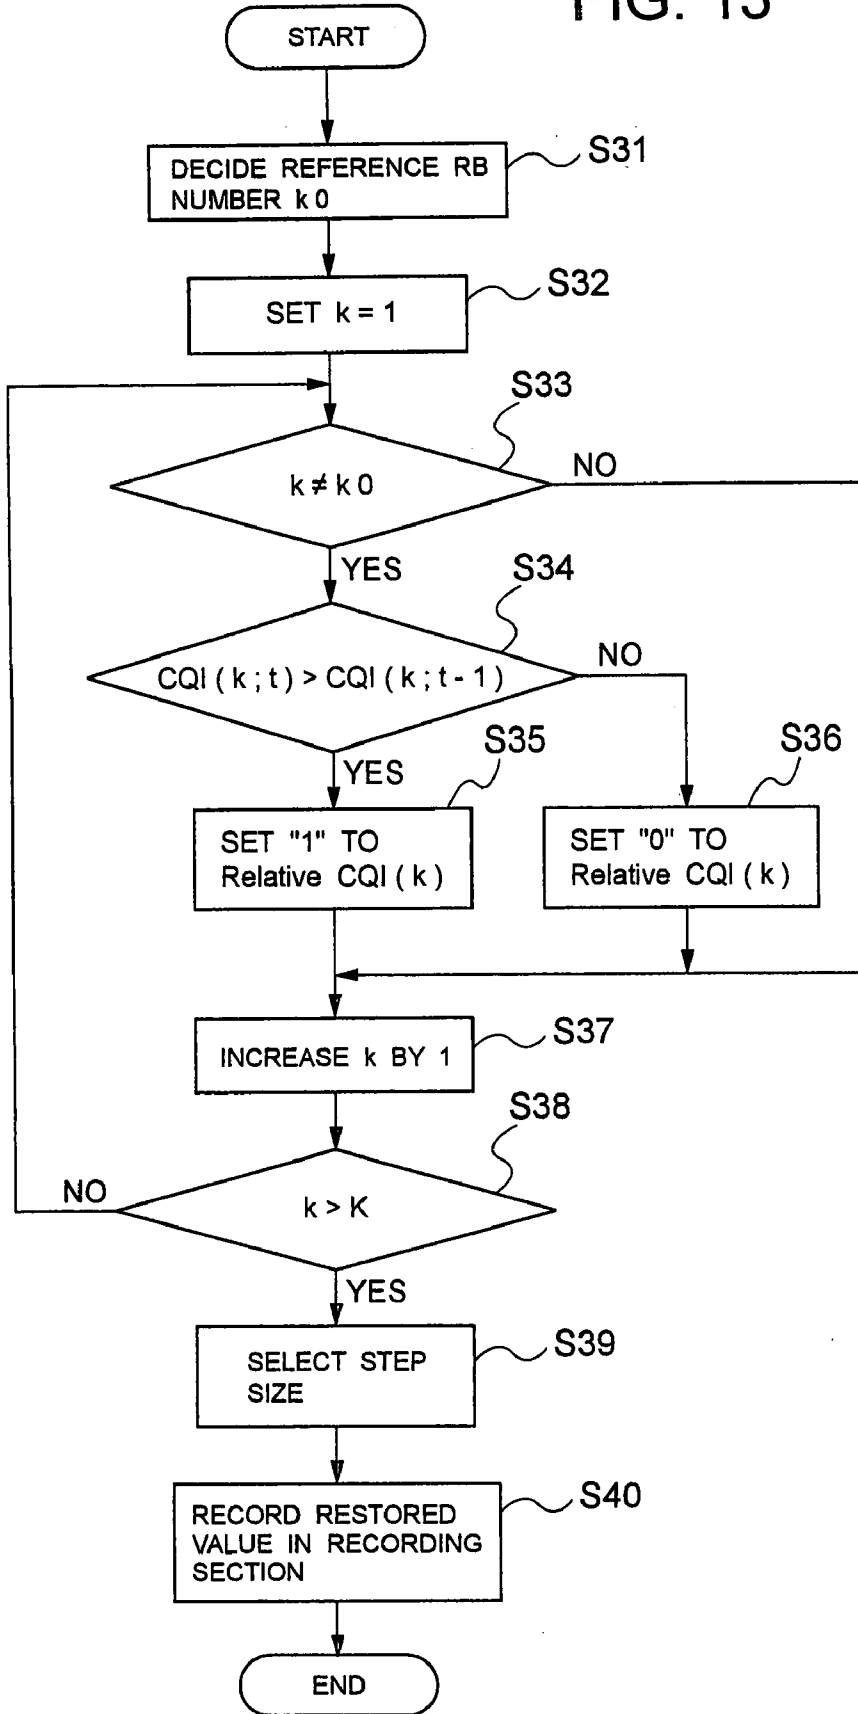 FIG. 13
START
DECIDE REFERENCE RB
NUMBER k 0
S31
SET k = 1
S32
S33
k ≠ k 0
NO
YES
S34
CQI ( k ; t ) > CQI ( k ; t - 1 )
NO
YES
S35
S36
SET "1" TO
Relative CQI ( k )
SET "0" TO
Relative CQI ( k )
INCREASE k BY 1
S37
S38
k > K
NO
YES
SELECT STEP
SIZE
S39
RECORD RESTORED
VALUE IN RECORDING
SECTION
S40
END